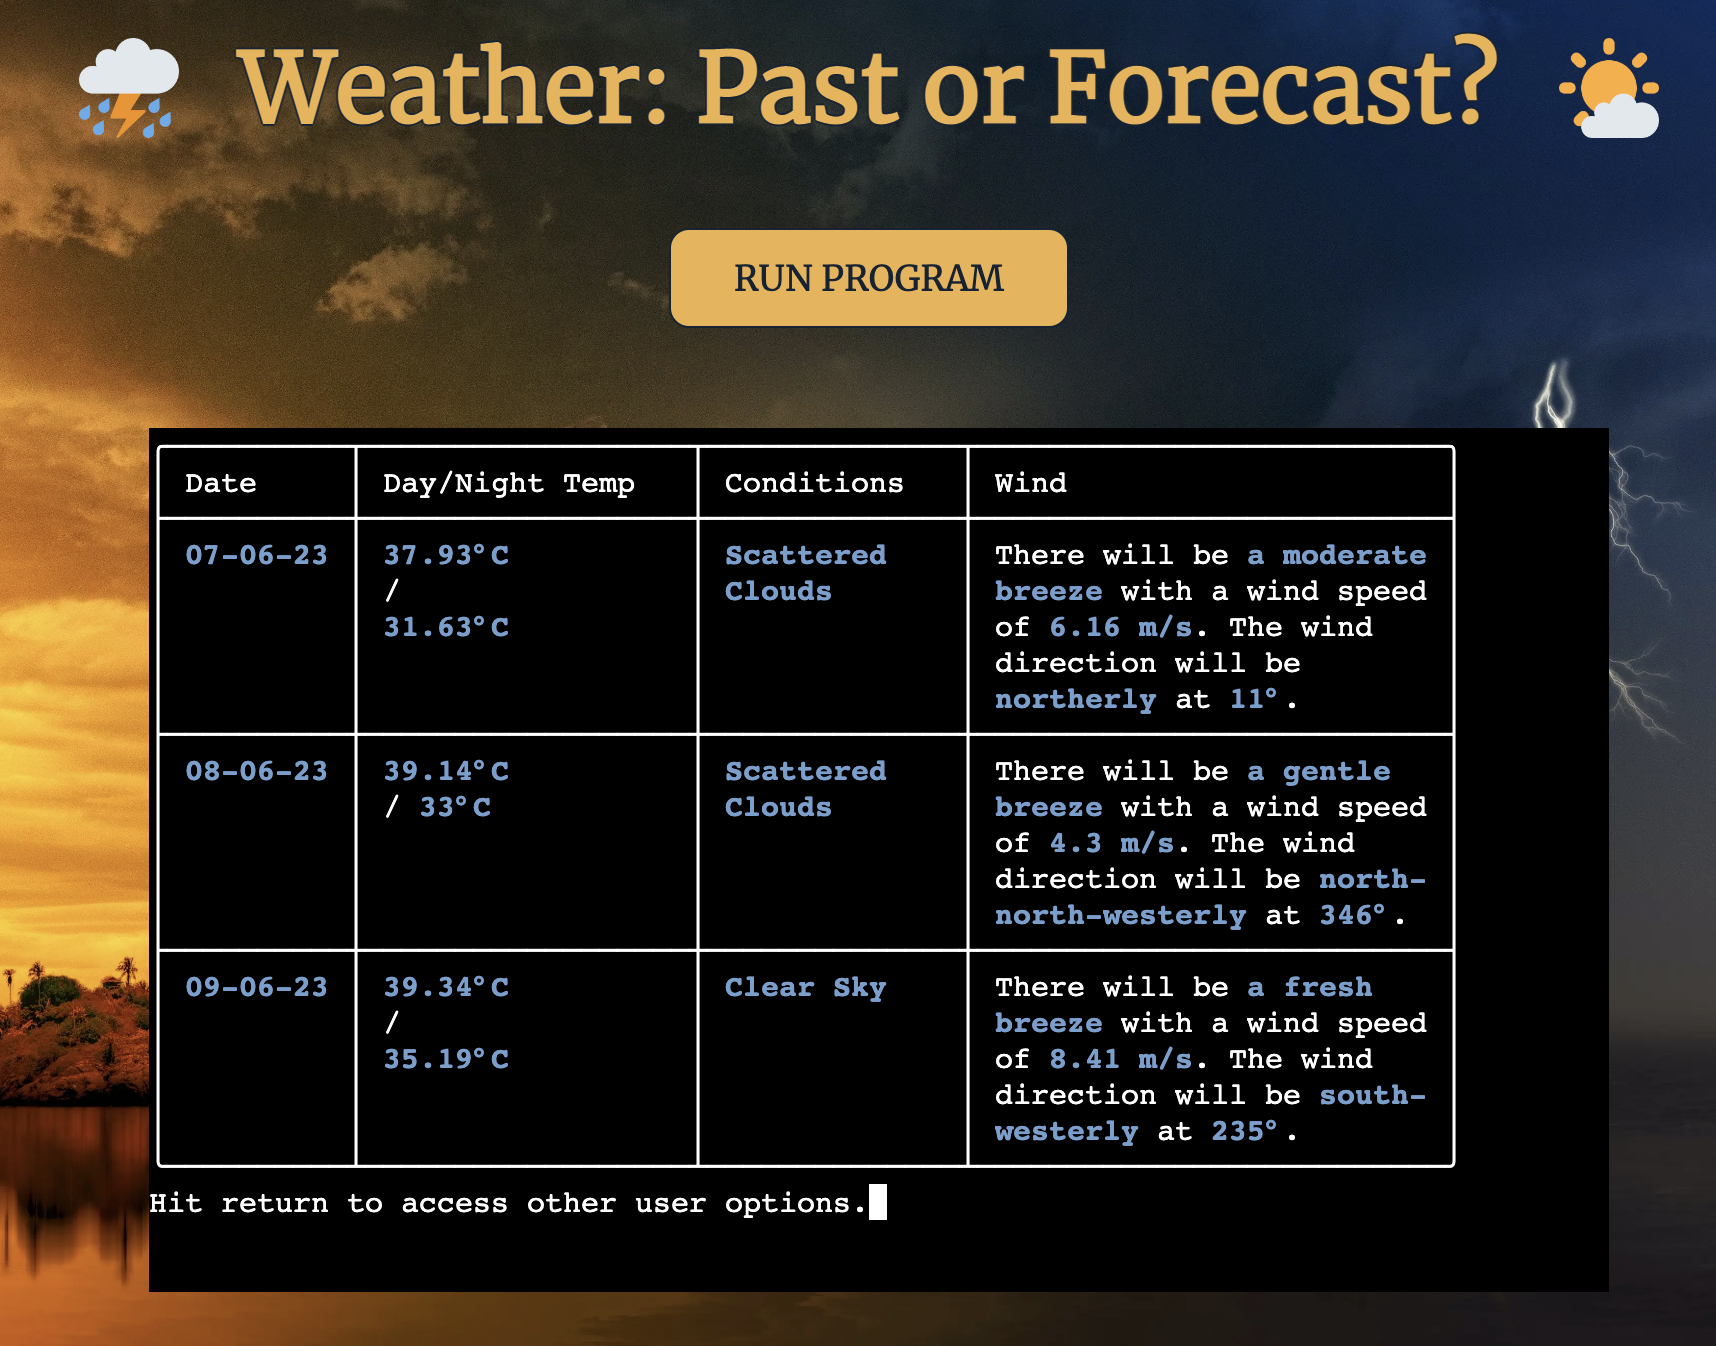 Weather: Past or Forecast?
RUN PROGRAM
Date Day/Night Temp Conditions Wind
07-06-23 37.93°C Scattered There will be a moderate
/ Clouds breeze with a wind speed
31.63°C of 6.16 m/s. The wind
direction will be
northerly at 11°.
08-06-23 39.14°C Scattered There will be a gentle
/ 33°C Clouds breeze with a wind speed
of 4.3 m/s. The wind
direction will be north-
north-westerly at 346°.
09-06-23 39.34°C Clear Sky There will be a fresh
/ breeze with a wind speed
35.19°C of 8.41 m/s. The wind
direction will be south-
westerly at 235°.
Hit return to access other user options.